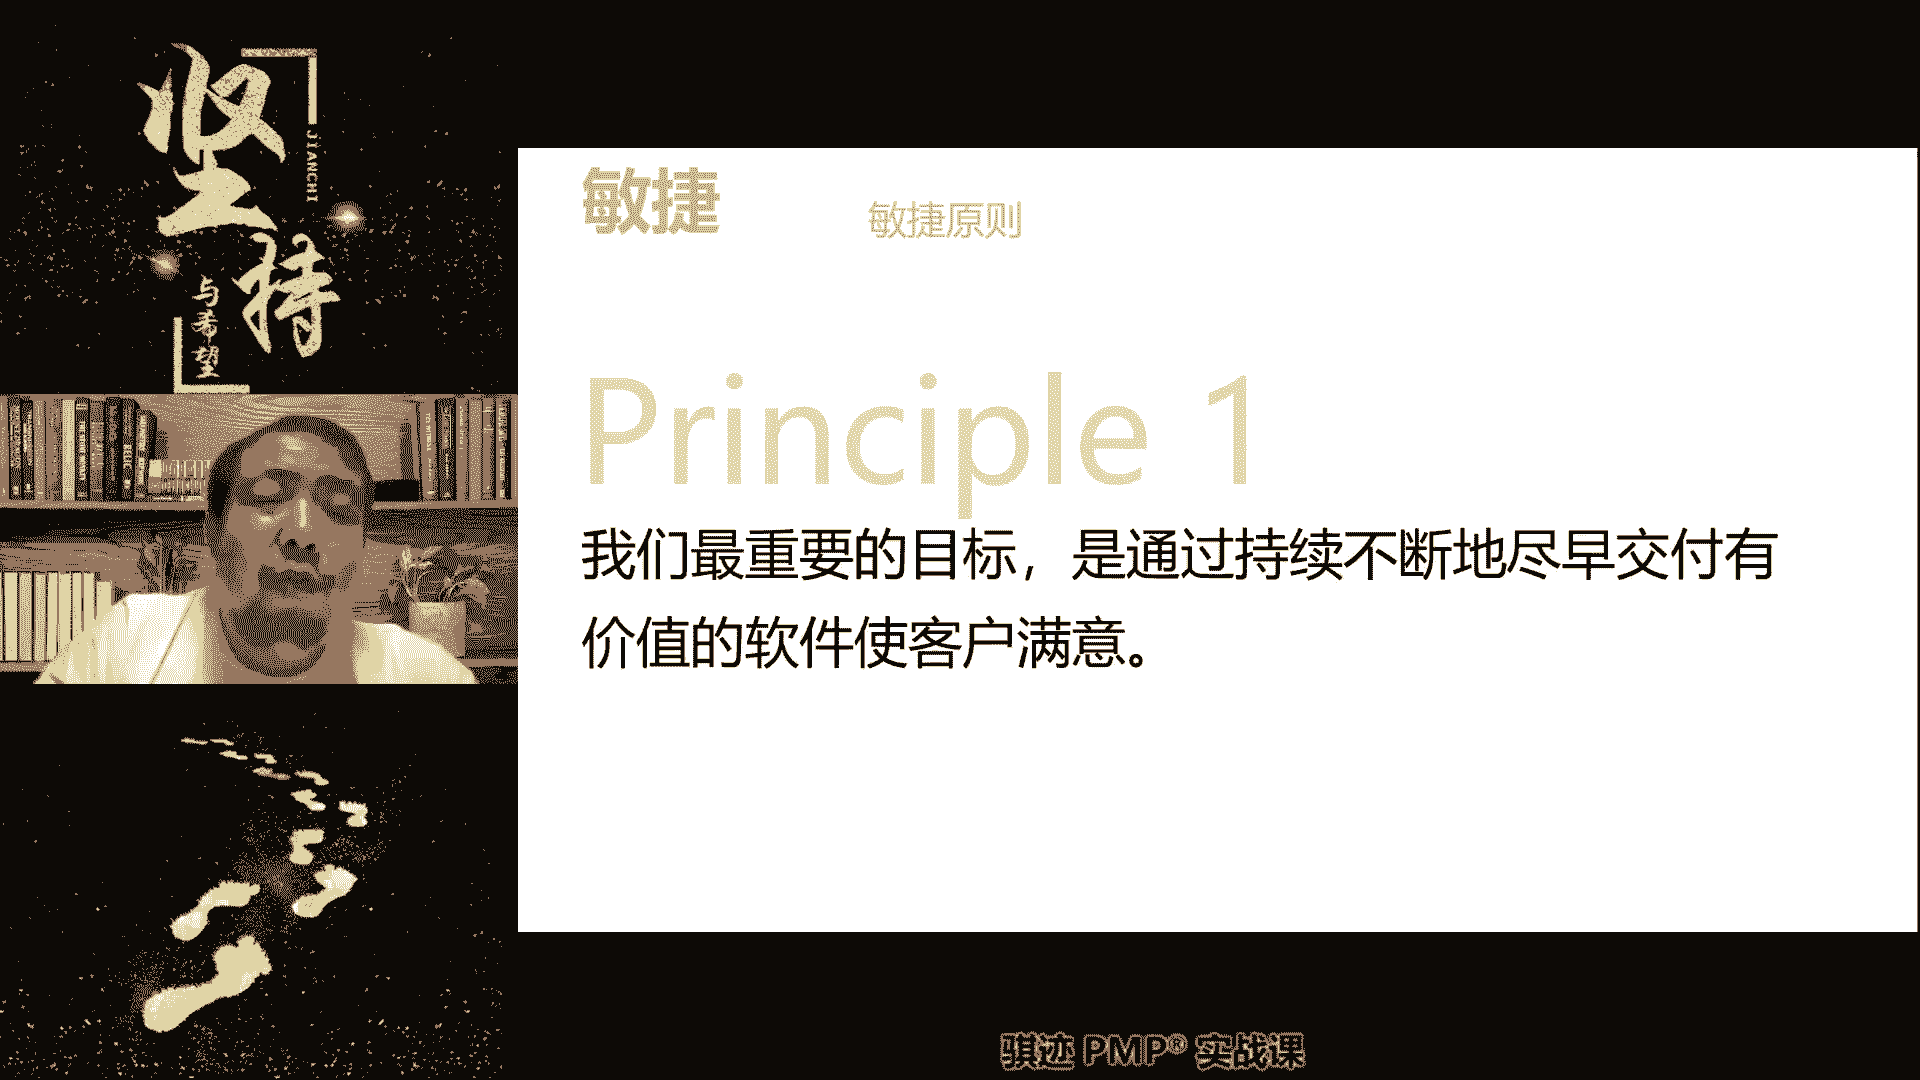 坚持
JIANCHI
与希望
敏捷
敏捷原则
Principle 1
我们最重要的目标，是通过持续不断地尽早交付有
价值的软件使客户满意。
骐迹 PMP® 实战课